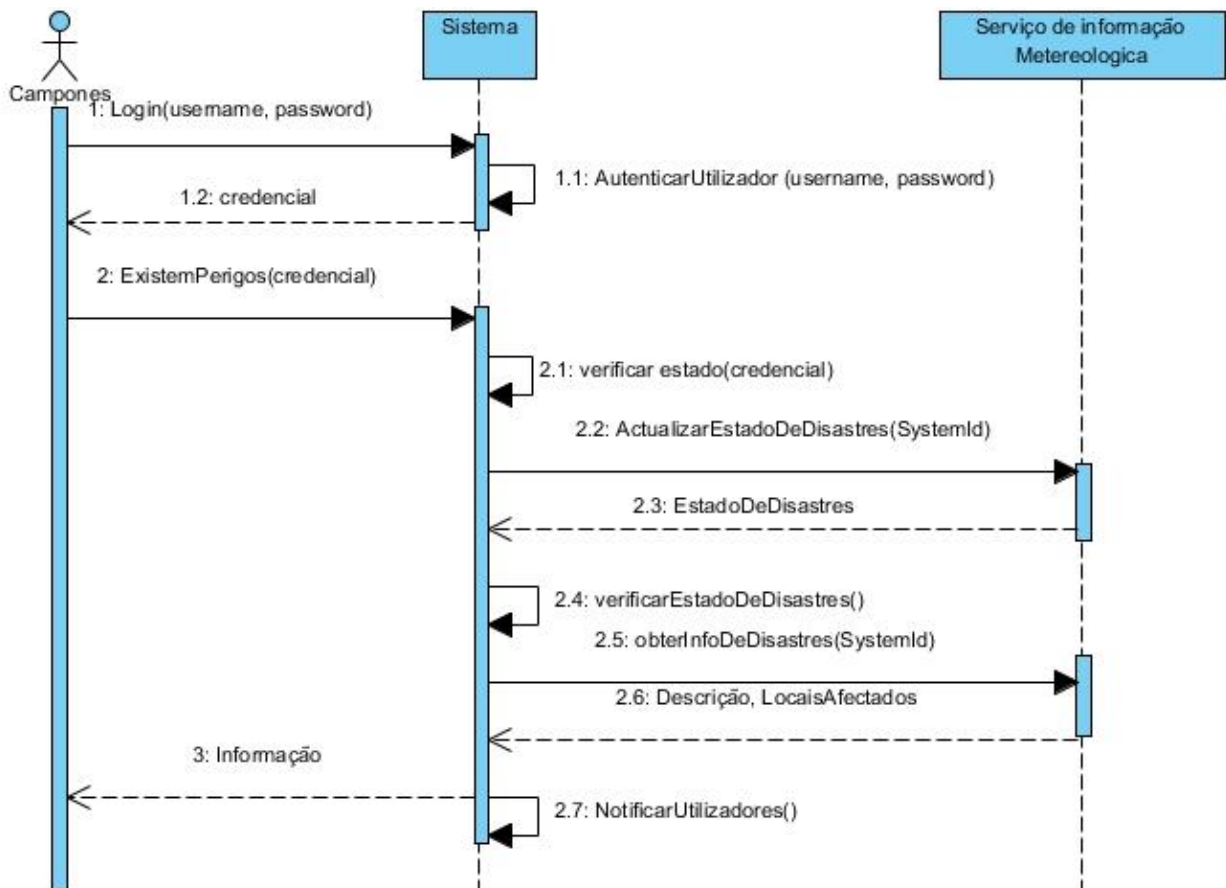 Sistema
Serviço de informação
Metereologica
Campones
1: Login(username, password)
1.1: AutenticarUtilizador (username, password)
1.2: credencial
2: ExistemPerigos(credencial)
2.1: verificar estado(credencial)
2.2: ActualizarEstadoDeDisastres(SystemId)
2.3: EstadoDeDisastres
2.4: verificarEstadoDeDisastres()
2.5: obterInfoDeDisastres(SystemId)
2.6: Descrição, LocaisAfectados
3: Informação
2.7: NotificarUtilizadores()